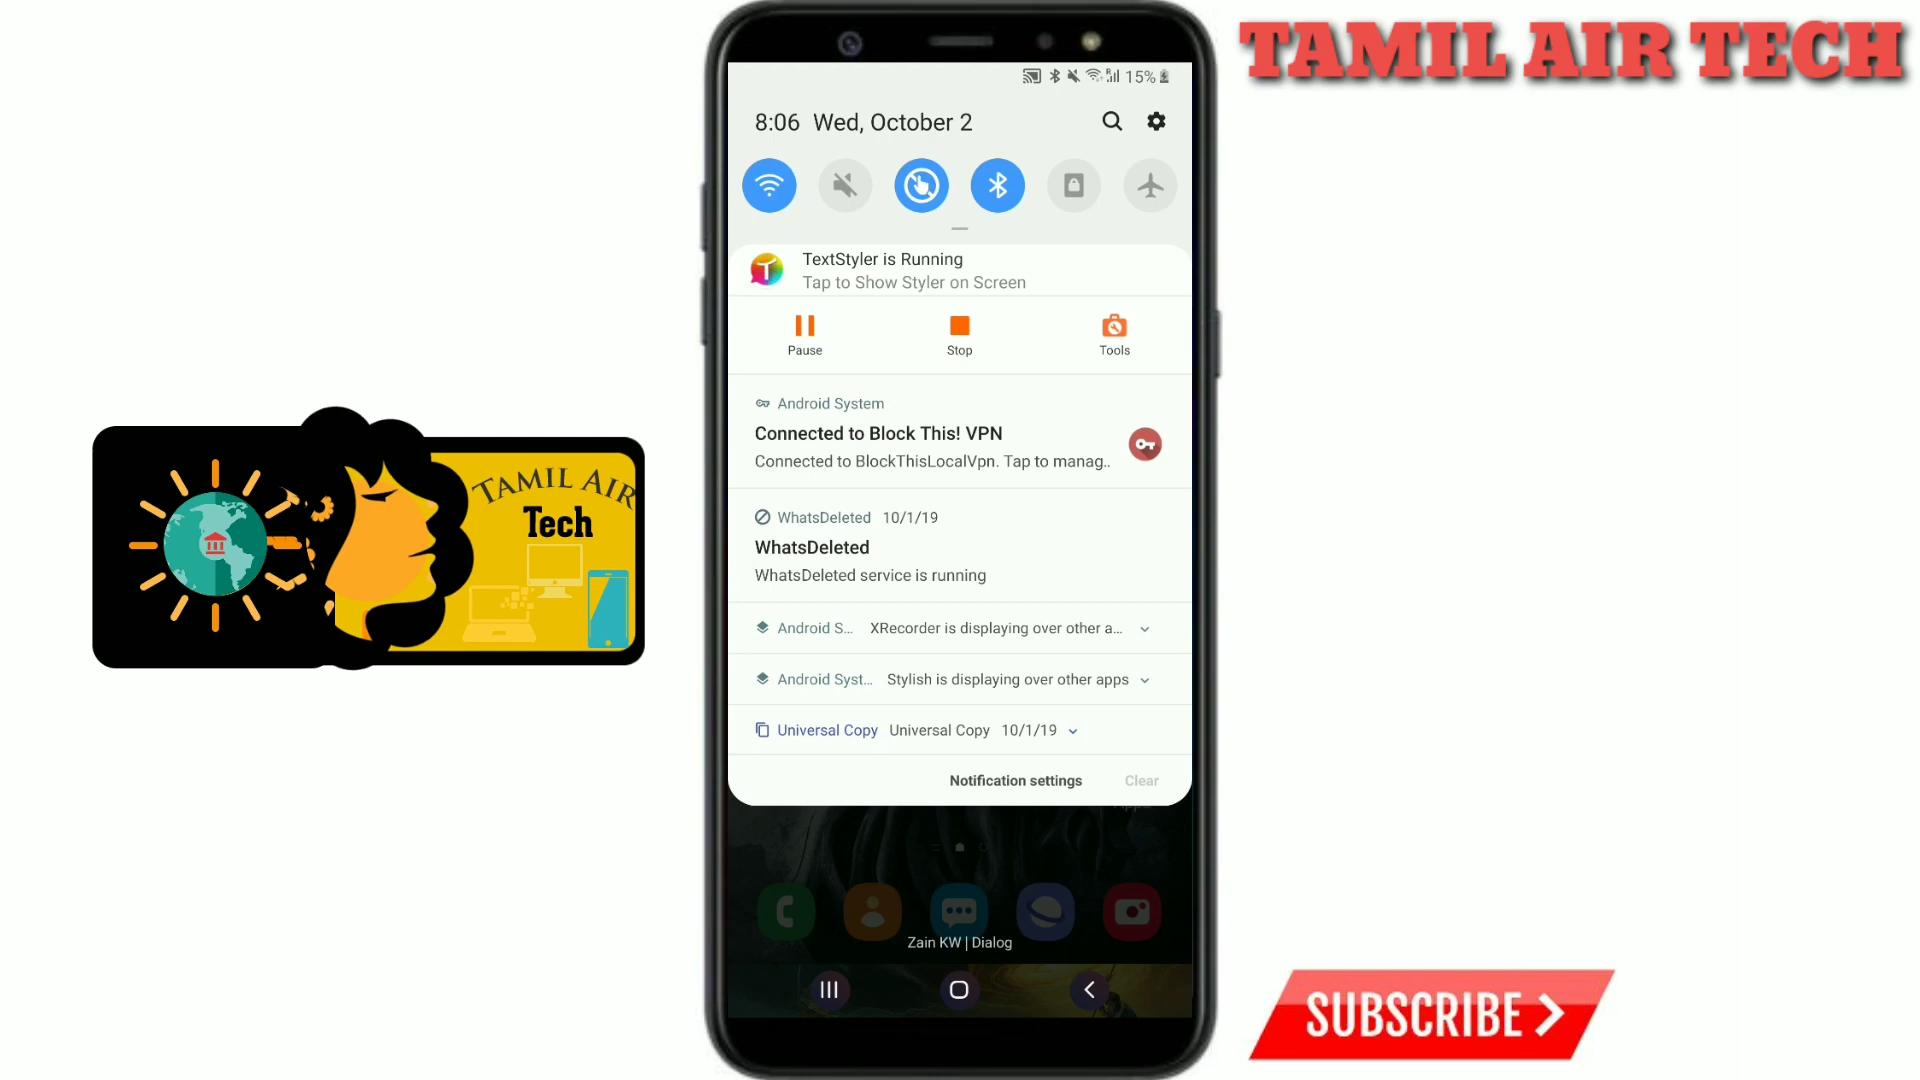 TAMIL AIR TECH
15%
8:06 Wed, October 2
TextStyler is Running
Tap to Show Styler on Screen
Pause Stop Tools
Android System
Connected to Block This! VPN
Connected to BlockThisLocalVpn. Tap to manag..
WhatsDeleted 10/1/19
WhatsDeleted
WhatsDeleted service is running
Android S... XRecorder is displaying over other a...
Android Syst... Stylish is displaying over other apps
Universal Copy Universal Copy 10/1/19
Notification settings Clear
Apps
Zain KW | Dialog
TAMIL AIR
Tech
SUBSCRIBE